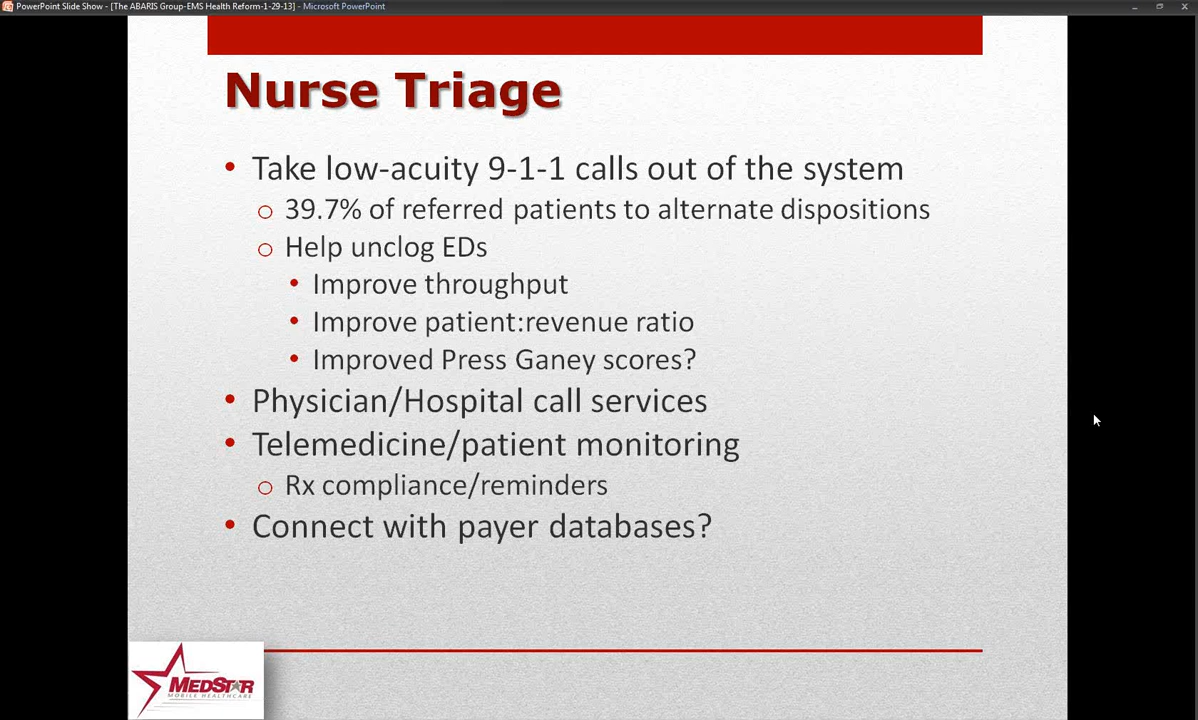 PowerPoint Slide Show - [The ABARIS Group-EMS Health Reform-1-29-13] - Microsoft PowerPoint
Nurse Triage
• Take low-acuity 9-1-1 calls out of the system
o 39.7% of referred patients to alternate dispositions
o Help unclog EDs
• Improve throughput
• Improve patient:revenue ratio
• Improved Press Ganey scores?
• Physician/Hospital call services
• Telemedicine/patient monitoring
o Rx compliance/reminders
• Connect with payer databases?
MEDSTAR
MOBILE HEALTHCARE